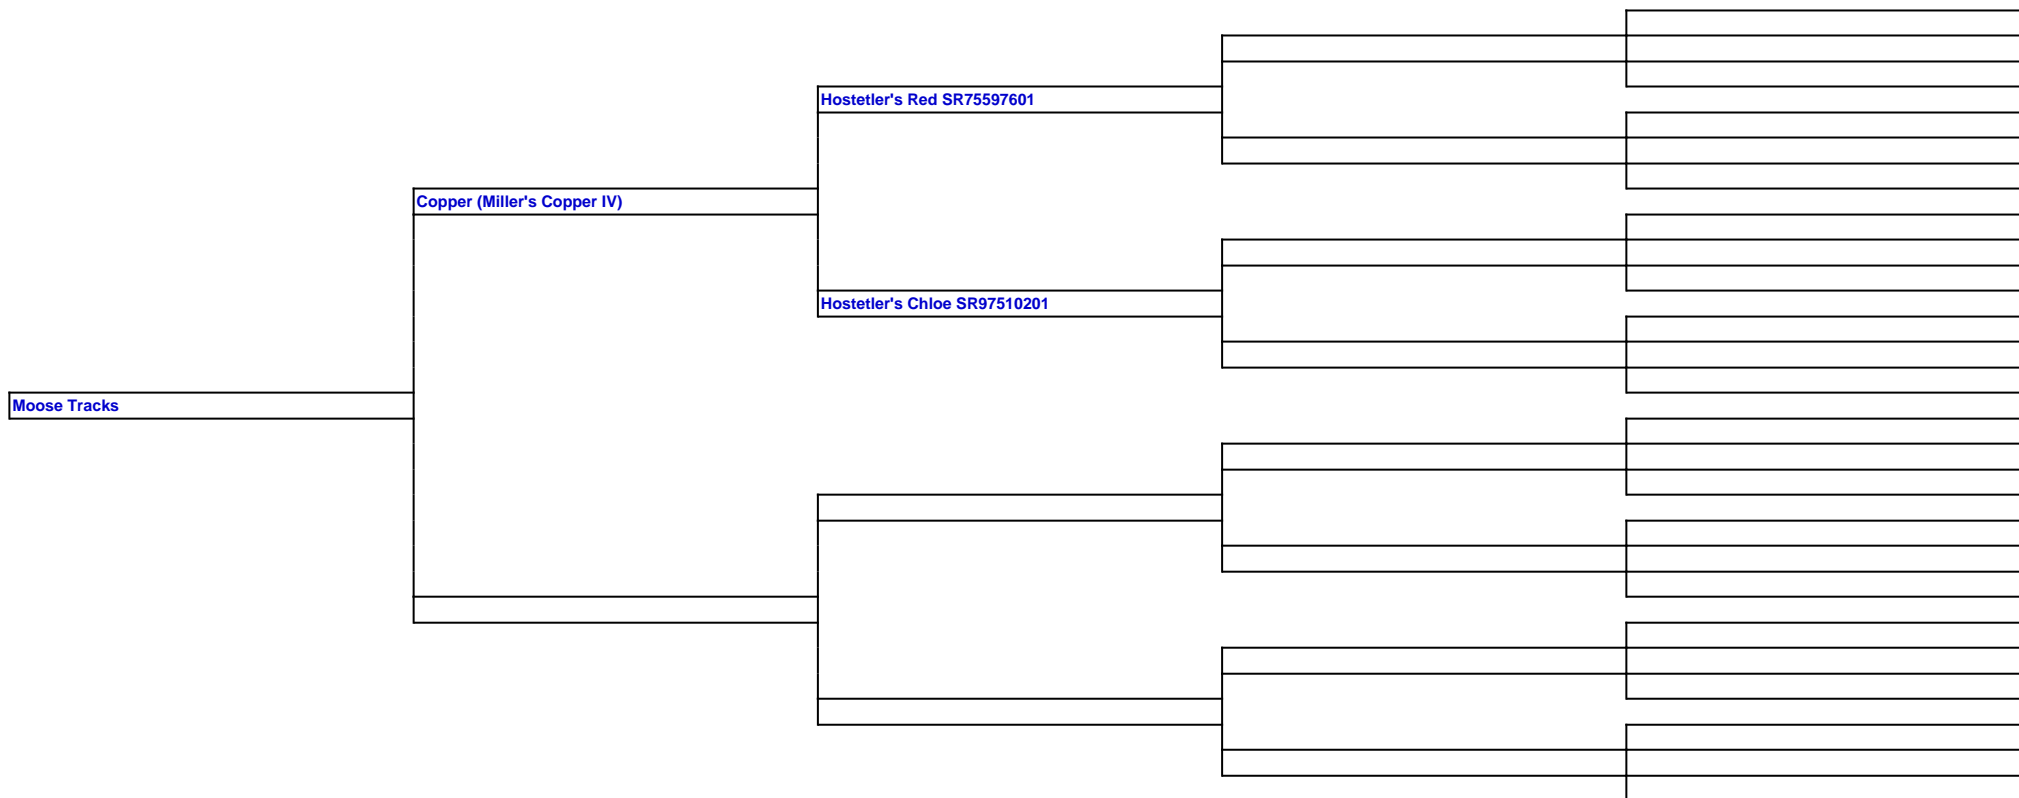 Hostetler's Red SR75597601
Copper (Miller's Copper IV)
Hostetler's Chloe SR97510201
Moose Tracks